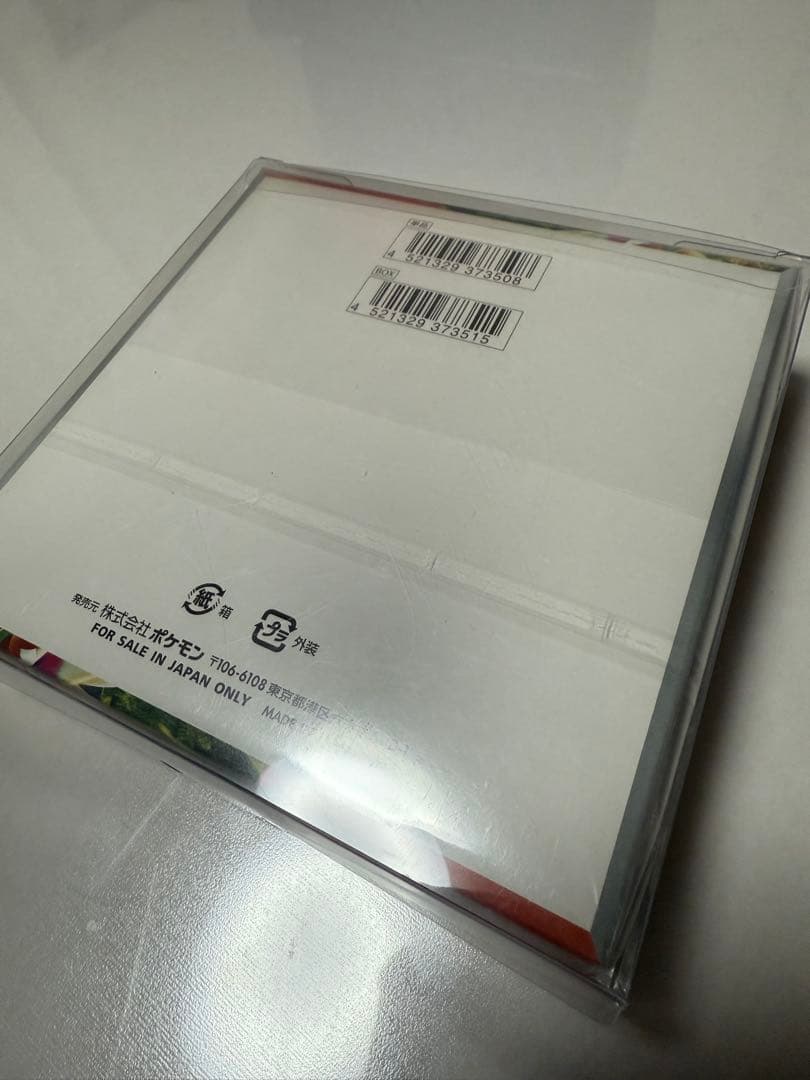 単品
4 521329 373508
BOX
4 521329 373515
紙 箱
プラ 外装
発売元 株式会社ポケモン 〒106-6108 東京都港区
FOR SALE IN JAPAN ONLY MADE